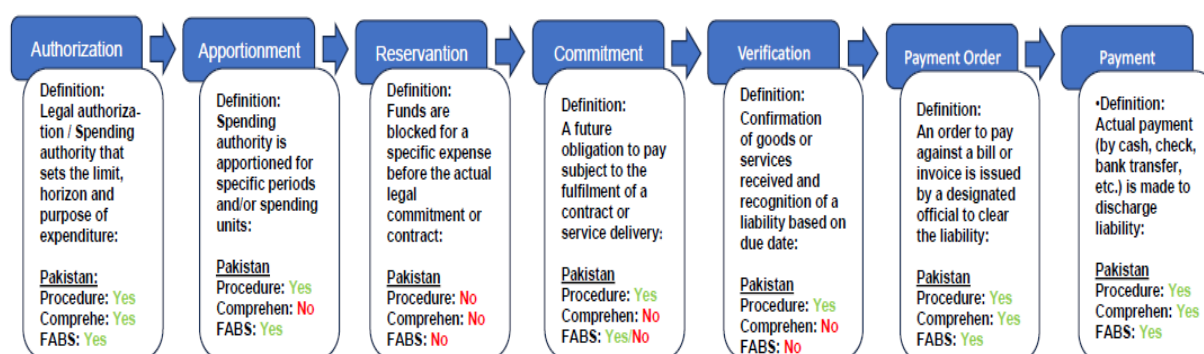 Authorization
Definition:
Legal authoriza-
tion / Spending
authority that
sets the limit,
horizon and
purpose of
expenditure:
Pakistan:
Procedure: Yes
Comprehe: Yes
FABS: Yes
Apportionment
Definition:
Spending
authority is
apportioned for
specific periods
and/or spending
units:
Pakistan
Procedure: Yes
Comprehen: No
FABS: Yes
Reservantion
Definition:
Funds are
blocked for a
specific expense
before the actual
legal
commitment or
contract:
Pakistan
Procedure: No
Comprehen: No
FABS: No
Commitment
Definition:
A future
obligation to pay
subject to the
fulfilment of a
contract or
service delivery:
Pakistan
Procedure: Yes
Comprehen: No
FABS: Yes/No
Verification
Definition:
Confirmation
of goods or
services
received and
recognition of a
liability based on
due date:
Pakistan
Procedure: Yes
Comprehen: No
FABS: No
Payment Order
Definition:
An order to pay
against a bill or
invoice is issued
by a designated
official to clear
the liability:
Pakistan
Procedure: Yes
Comprehen: Yes
FABS: Yes
Payment
•Definition:
Actual payment
(by cash, check,
bank transfer,
etc.) is made to
discharge
liability:
Pakistan
Procedure: Yes
Comprehen: Yes
FABS: Yes